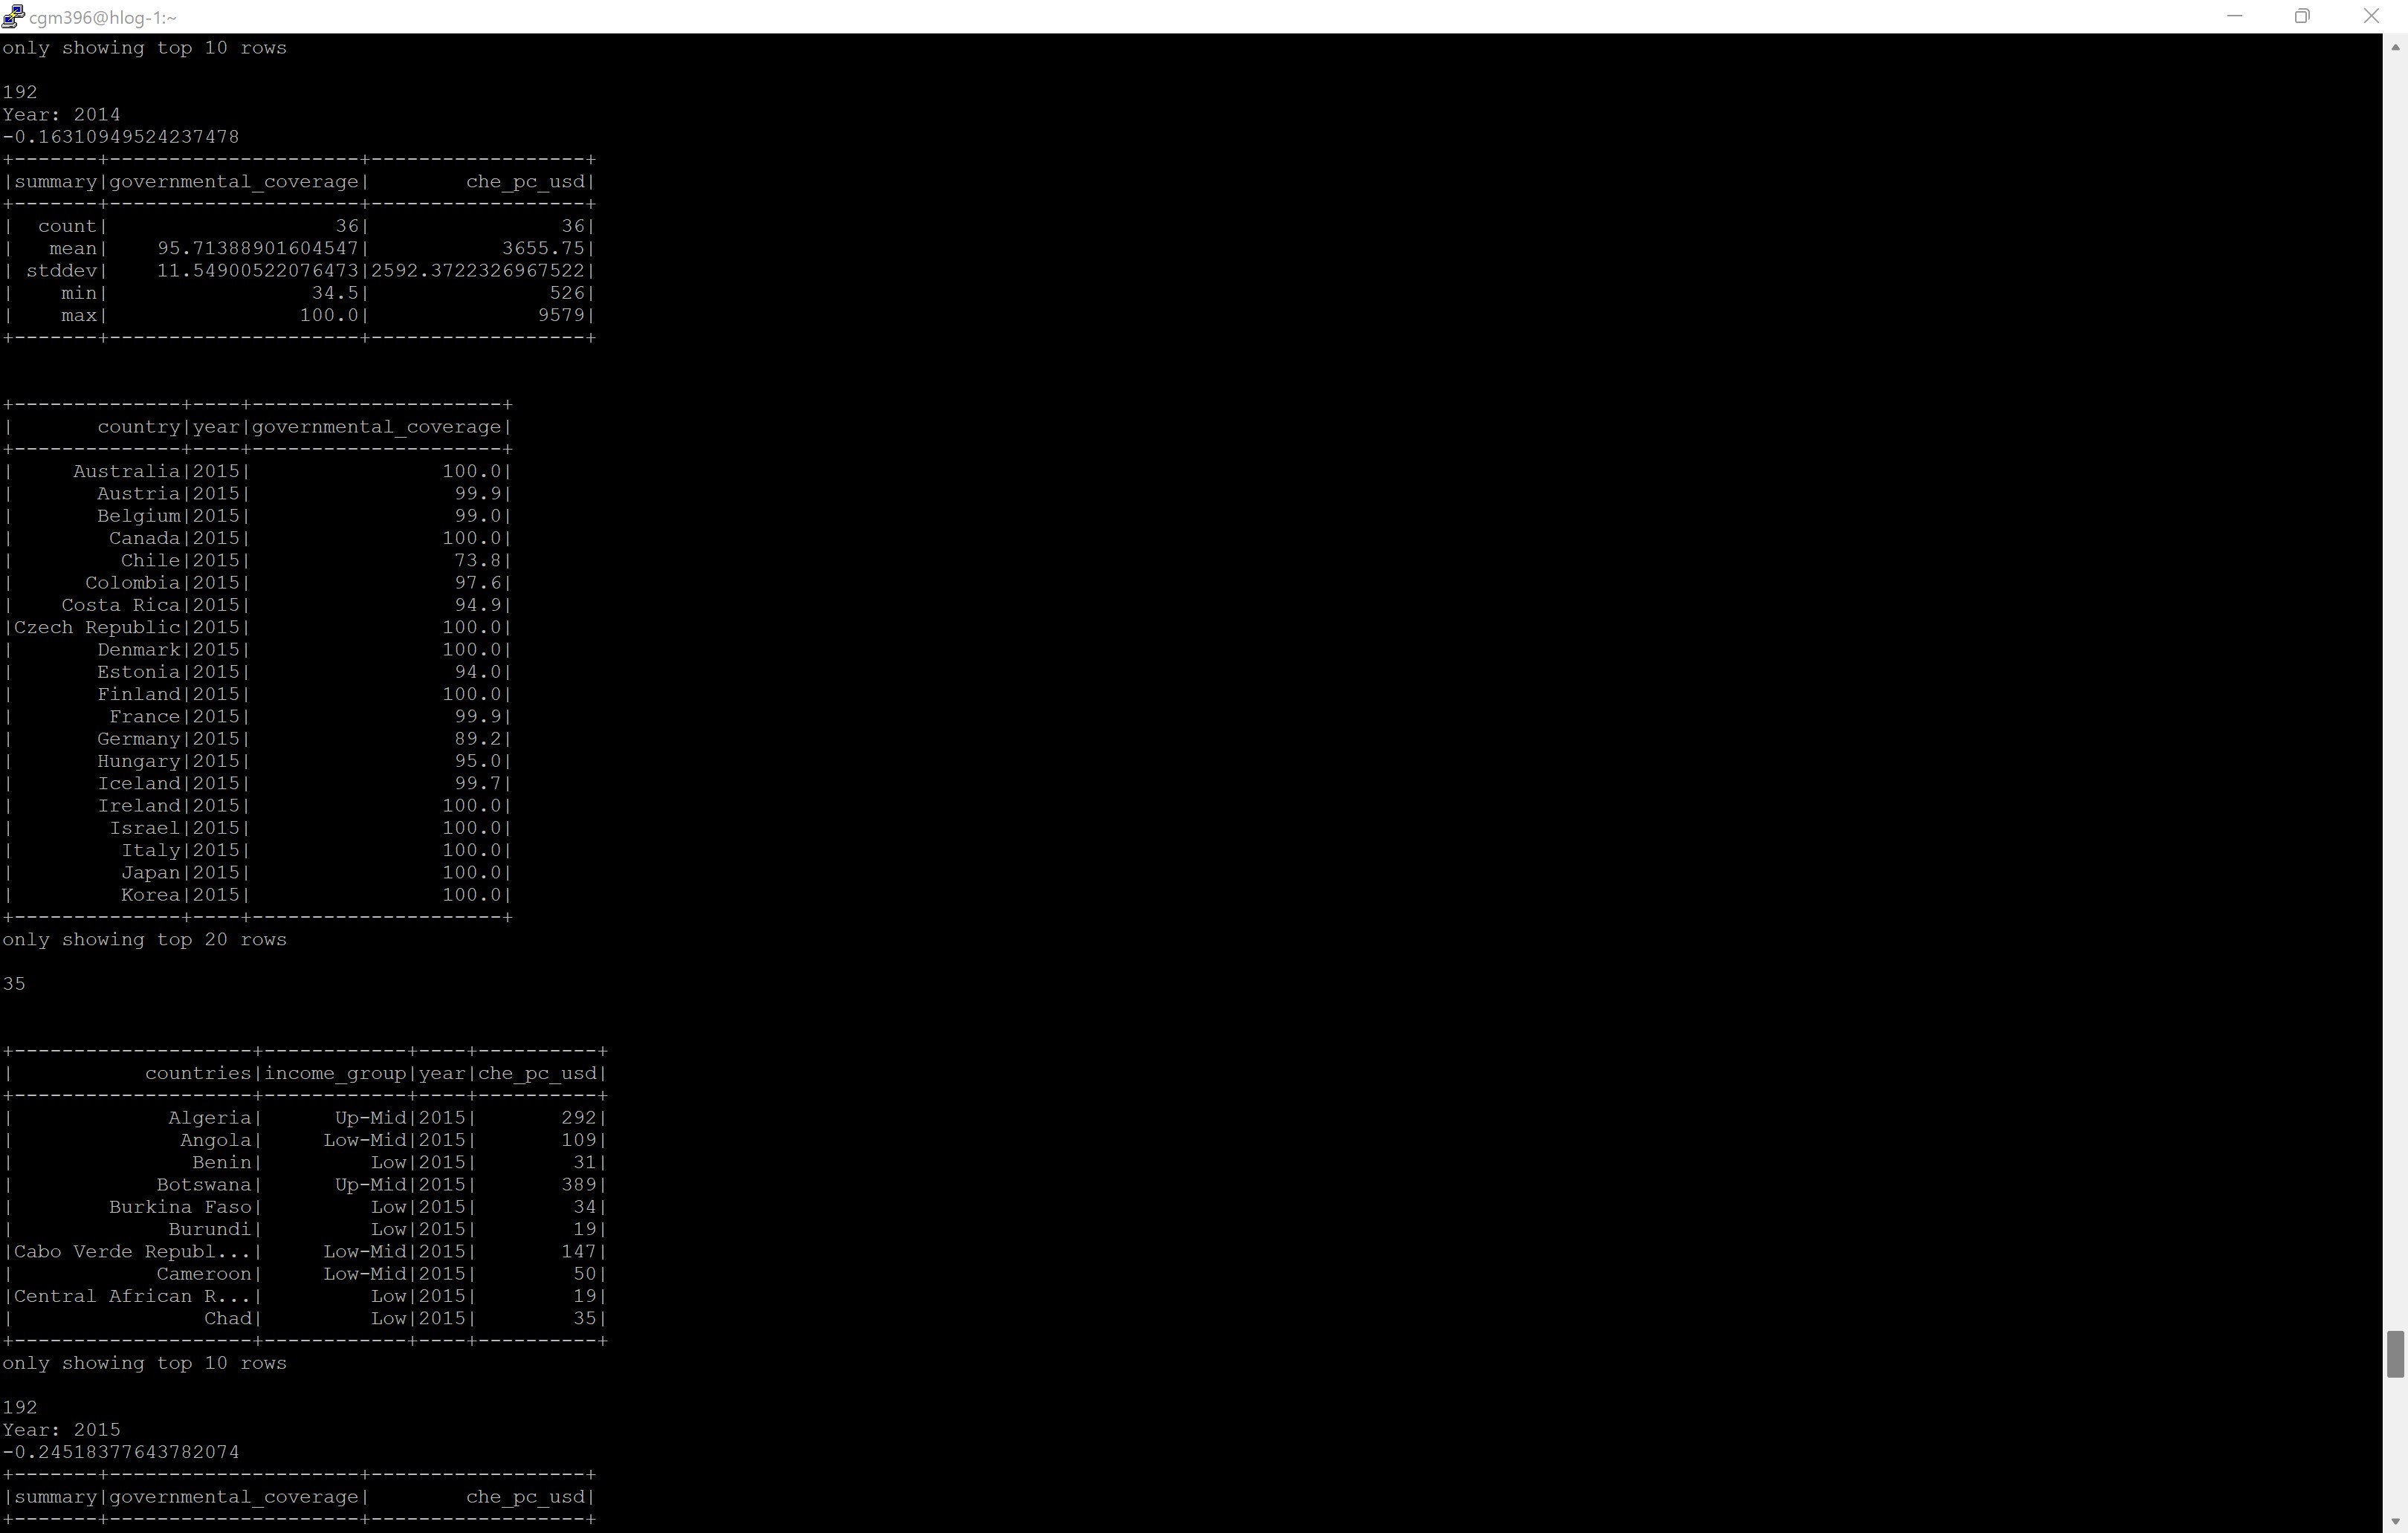 cgm396@hlog-1:~
only showing top 10 rows
192
Year: 2014
-0.16310949524237478
+-------+---------------------+------------------+
|summary|governmental_coverage|        che_pc_usd|
+-------+---------------------+------------------+
|  count|                   36|                36|
|   mean|    95.71388901604547|           3655.75|
| stddev|    11.54900522076473|2592.3722326967522|
|    min|                 34.5|               526|
|    max|                100.0|              9579|
+-------+---------------------+------------------+
+--------------+----+---------------------+
|       country|year|governmental_coverage|
+--------------+----+---------------------+
|     Australia|2015|                100.0|
|       Austria|2015|                 99.9|
|       Belgium|2015|                 99.0|
|        Canada|2015|                100.0|
|         Chile|2015|                 73.8|
|      Colombia|2015|                 97.6|
|    Costa Rica|2015|                 94.9|
|Czech Republic|2015|                100.0|
|       Denmark|2015|                100.0|
|       Estonia|2015|                 94.0|
|       Finland|2015|                100.0|
|        France|2015|                 99.9|
|       Germany|2015|                 89.2|
|       Hungary|2015|                 95.0|
|       Iceland|2015|                 99.7|
|       Ireland|2015|                100.0|
|        Israel|2015|                100.0|
|         Italy|2015|                100.0|
|         Japan|2015|                100.0|
|         Korea|2015|                100.0|
+--------------+----+---------------------+
only showing top 20 rows
35
+--------------------+------------+----+----------+
|           countries|income_group|year|che_pc_usd|
+--------------------+------------+----+----------+
|             Algeria|      Up-Mid|2015|       292|
|              Angola|     Low-Mid|2015|       109|
|               Benin|         Low|2015|        31|
|            Botswana|      Up-Mid|2015|       389|
|        Burkina Faso|         Low|2015|        34|
|             Burundi|         Low|2015|        19|
|Cabo Verde Republ...|     Low-Mid|2015|       147|
|            Cameroon|     Low-Mid|2015|        50|
|Central African R...|         Low|2015|        19|
|                Chad|         Low|2015|        35|
+--------------------+------------+----+----------+
only showing top 10 rows
192
Year: 2015
-0.24518377643782074
+-------+---------------------+------------------+
|summary|governmental_coverage|        che_pc_usd|
+-------+---------------------+------------------+